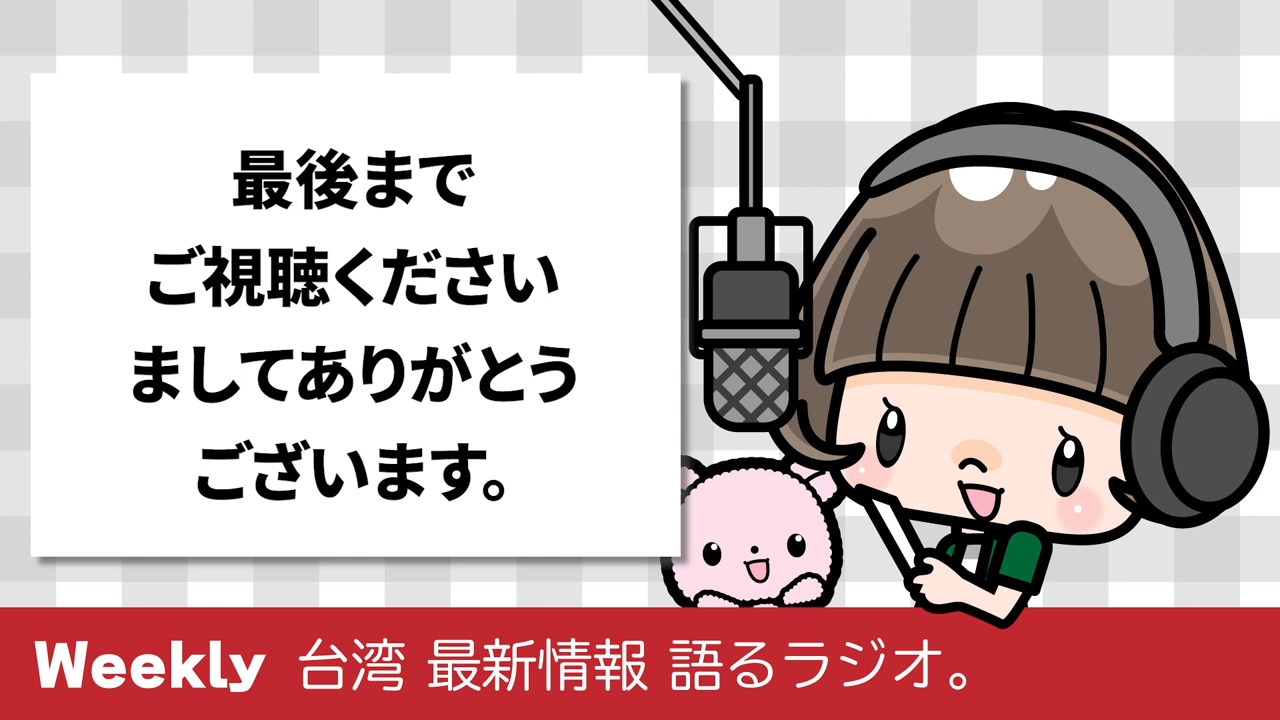 最後まで
ご視聴ください
ましてありがとう
ございます。
Weekly 台湾 最新情報 語るラジオ。